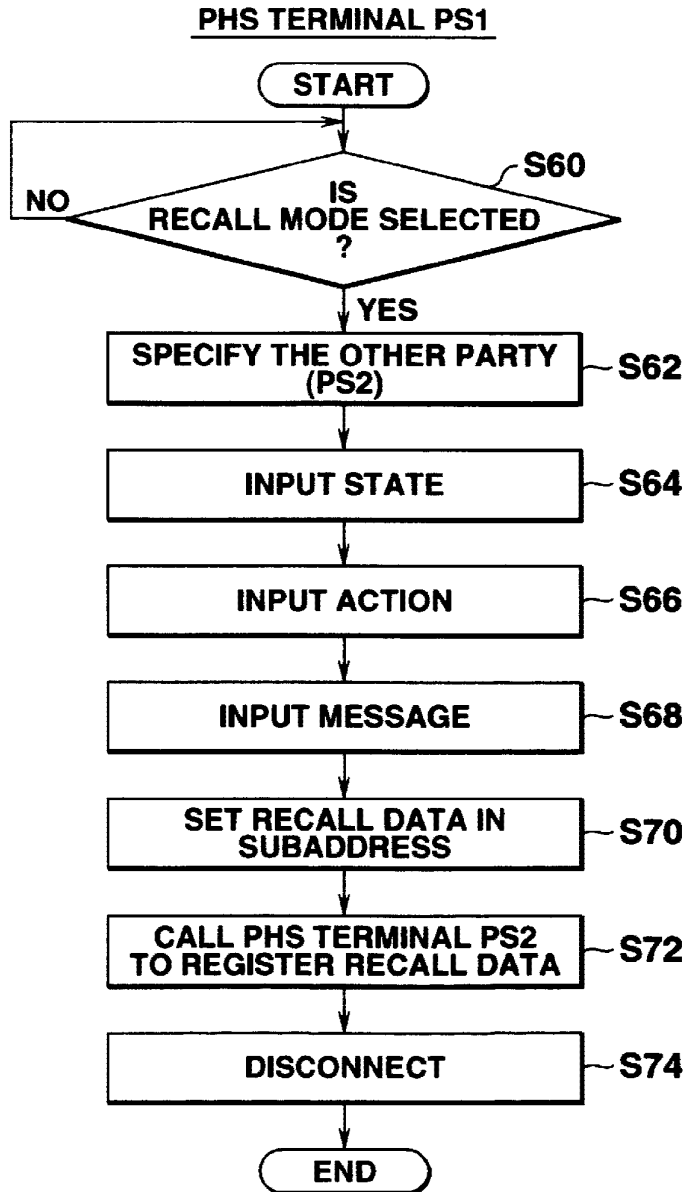 PHS TERMINAL PS1
START
S60
IS
RECALL MODE SELECTED
?
NO
YES
SPECIFY THE OTHER PARTY
(PS2)
S62
INPUT STATE
S64
INPUT ACTION
S66
INPUT MESSAGE
S68
SET RECALL DATA IN
SUBADDRESS
S70
CALL PHS TERMINAL PS2
TO REGISTER RECALL DATA
S72
DISCONNECT
S74
END